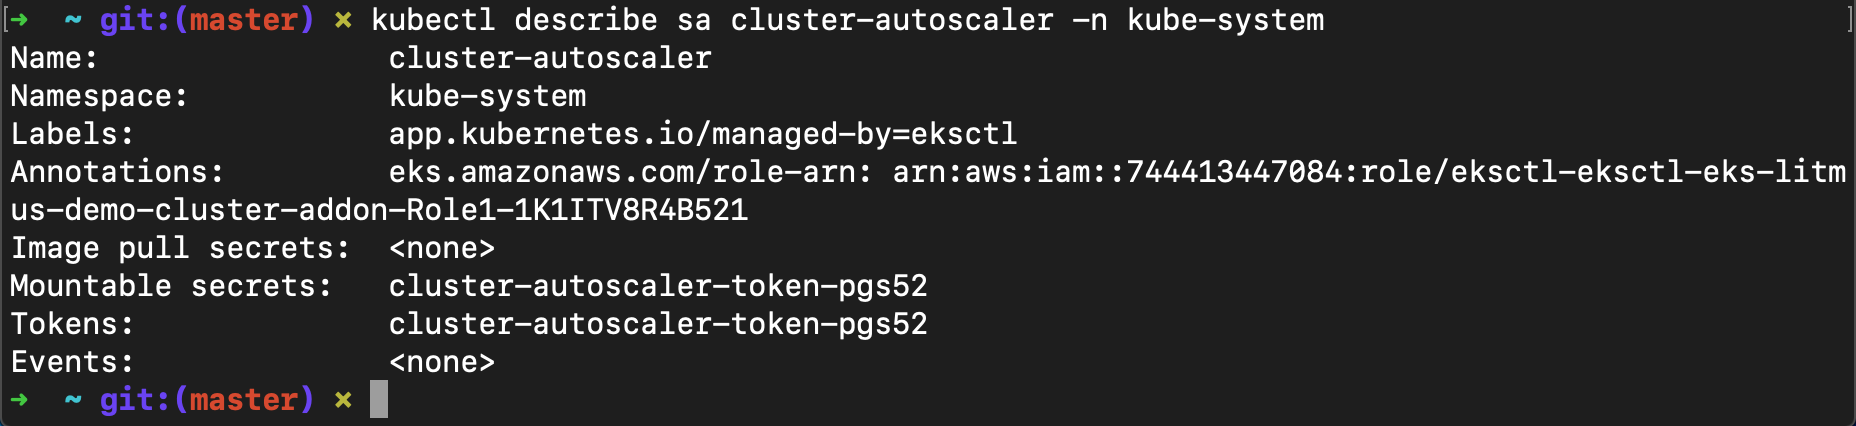 [➜  ~ git:(master) ✗ kubectl describe sa cluster-autoscaler -n kube-system ]
Name:                cluster-autoscaler
Namespace:           kube-system
Labels:              app.kubernetes.io/managed-by=eksctl
Annotations:         eks.amazonaws.com/role-arn: arn:aws:iam::744413447084:role/eksctl-eksctl-eks-litm
us-demo-cluster-addon-Role1-1K1ITV8R4B521
Image pull secrets:  <none>
Mountable secrets:   cluster-autoscaler-token-pgs52
Tokens:              cluster-autoscaler-token-pgs52
Events:              <none>
➜  ~ git:(master) ✗